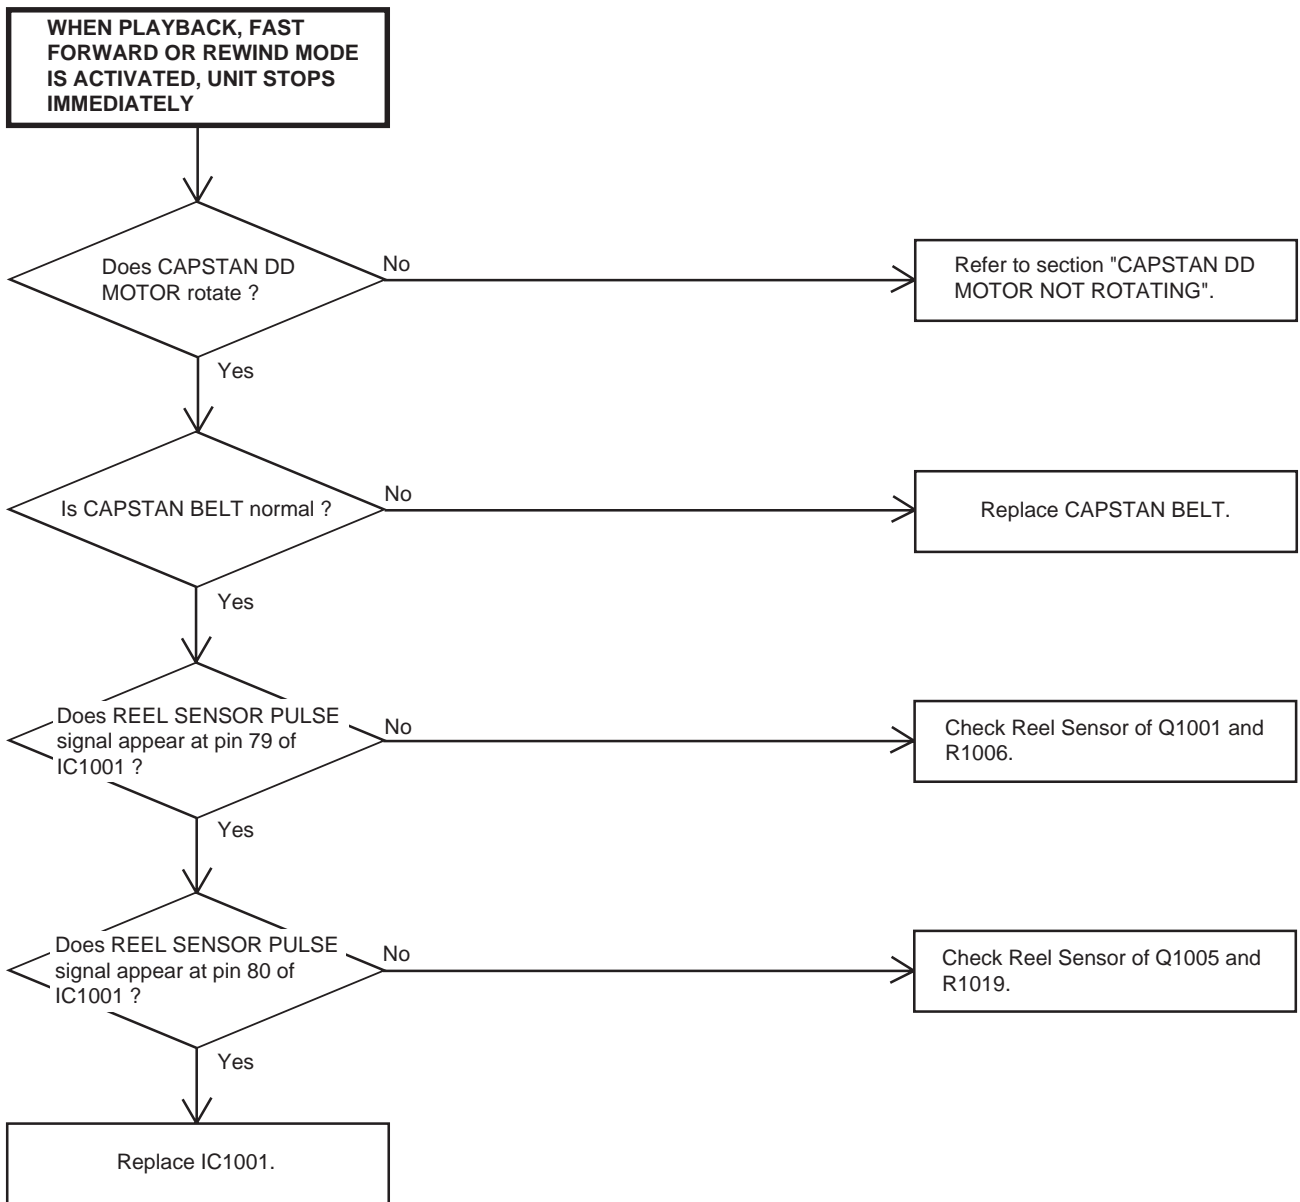 WHEN PLAYBACK, FAST
FORWARD OR REWIND MODE
IS ACTIVATED, UNIT STOPS
IMMEDIATELY
Does CAPSTAN DD
MOTOR rotate ?
No
Refer to section "CAPSTAN DD
MOTOR NOT ROTATING".
Yes
Is CAPSTAN BELT normal ?
No
Replace CAPSTAN BELT.
Yes
Does REEL SENSOR PULSE
signal appear at pin 79 of
IC1001 ?
No
Check Reel Sensor of Q1001 and
R1006.
Yes
Does REEL SENSOR PULSE
signal appear at pin 80 of
IC1001 ?
No
Check Reel Sensor of Q1005 and
R1019.
Yes
Replace IC1001.